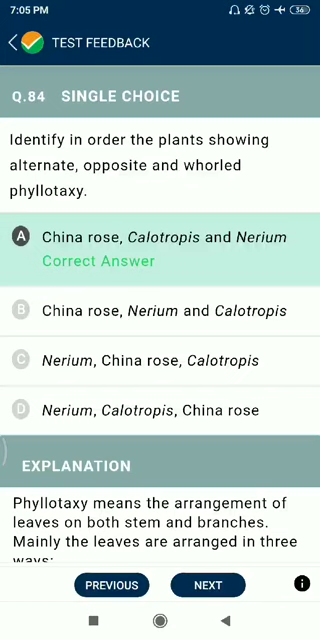 7:05 PM
36
TEST FEEDBACK
Q.84 SINGLE CHOICE
Identify in order the plants showing
alternate, opposite and whorled
phyllotaxy.
A China rose, Calotropis and Nerium
Correct Answer
B China rose, Nerium and Calotropis
C Nerium, China rose, Calotropis
D Nerium, Calotropis, China rose
EXPLANATION
Phyllotaxy means the arrangement of
leaves on both stem and branches.
Mainly the leaves are arranged in three
ways:
PREVIOUS NEXT